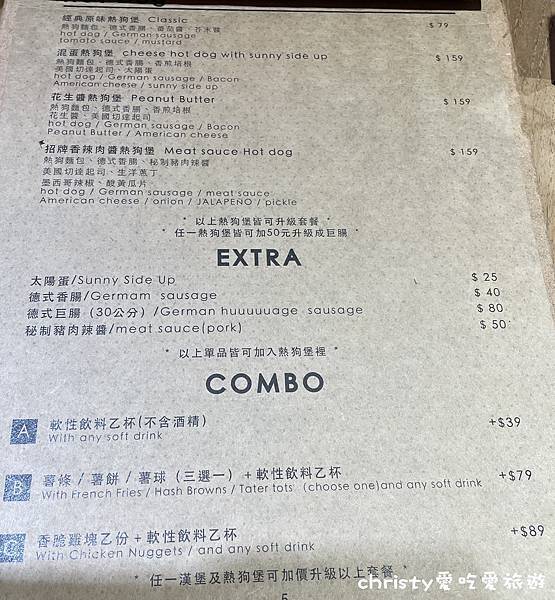 經典原味熱狗堡 Classic $ 79
熱狗麵包、德式香腸、番茄醬、芥末醬
hot dog / German sausage
tomato sauce / mustard
混蛋熱狗堡 cheese hot dog with sunny side up $ 159
熱狗麵包、德式香腸、香煎培根
美國切達起司、太陽蛋
hot dog / German sausage / Bacon
American cheese / sunny side up
花生醬熱狗堡 Peanut Butter $ 159
熱狗麵包、德式香腸、香煎培根
花生醬、美國切達起司
hot dog / German sausage / Bacon
Peanut Butter / American cheese
招牌香辣肉醬熱狗堡 Meat sauce Hot dog $ 159
熱狗麵包、德式香腸、秘制豬肉辣醬
美國切達起司、生洋蔥丁
墨西哥辣椒、酸黃瓜片
hot dog / German sausage / meat sauce
American cheese / onion / JALAPENO / pickle
* 以上熱狗堡皆可升級套餐 *
* 任一熱狗堡皆可加50元升級成巨腸 *
EXTRA
太陽蛋/Sunny Side Up $ 25
德式香腸/Germam sausage $ 40
德式巨腸（30公分）/German huuuuuge sausage $ 80
秘制豬肉辣醬/meat sauce(pork) $ 50
* 以上單品皆可加入熱狗堡裡 *
COMBO
A 軟性飲料乙杯(不含酒精) +$39
With any soft drink
B 薯條 / 薯餅 / 薯球（三選一）+ 軟性飲料乙杯 +$79
With French Fries / Hash Browns / Tater tots (choose one)and any soft drink
香脆雞塊乙份 + 軟性飲料乙杯 +$89
With Chicken Nuggets / and any soft drink
* 任一漢堡及熱狗堡可加價升級以上套餐 *
5
christy愛吃愛旅遊